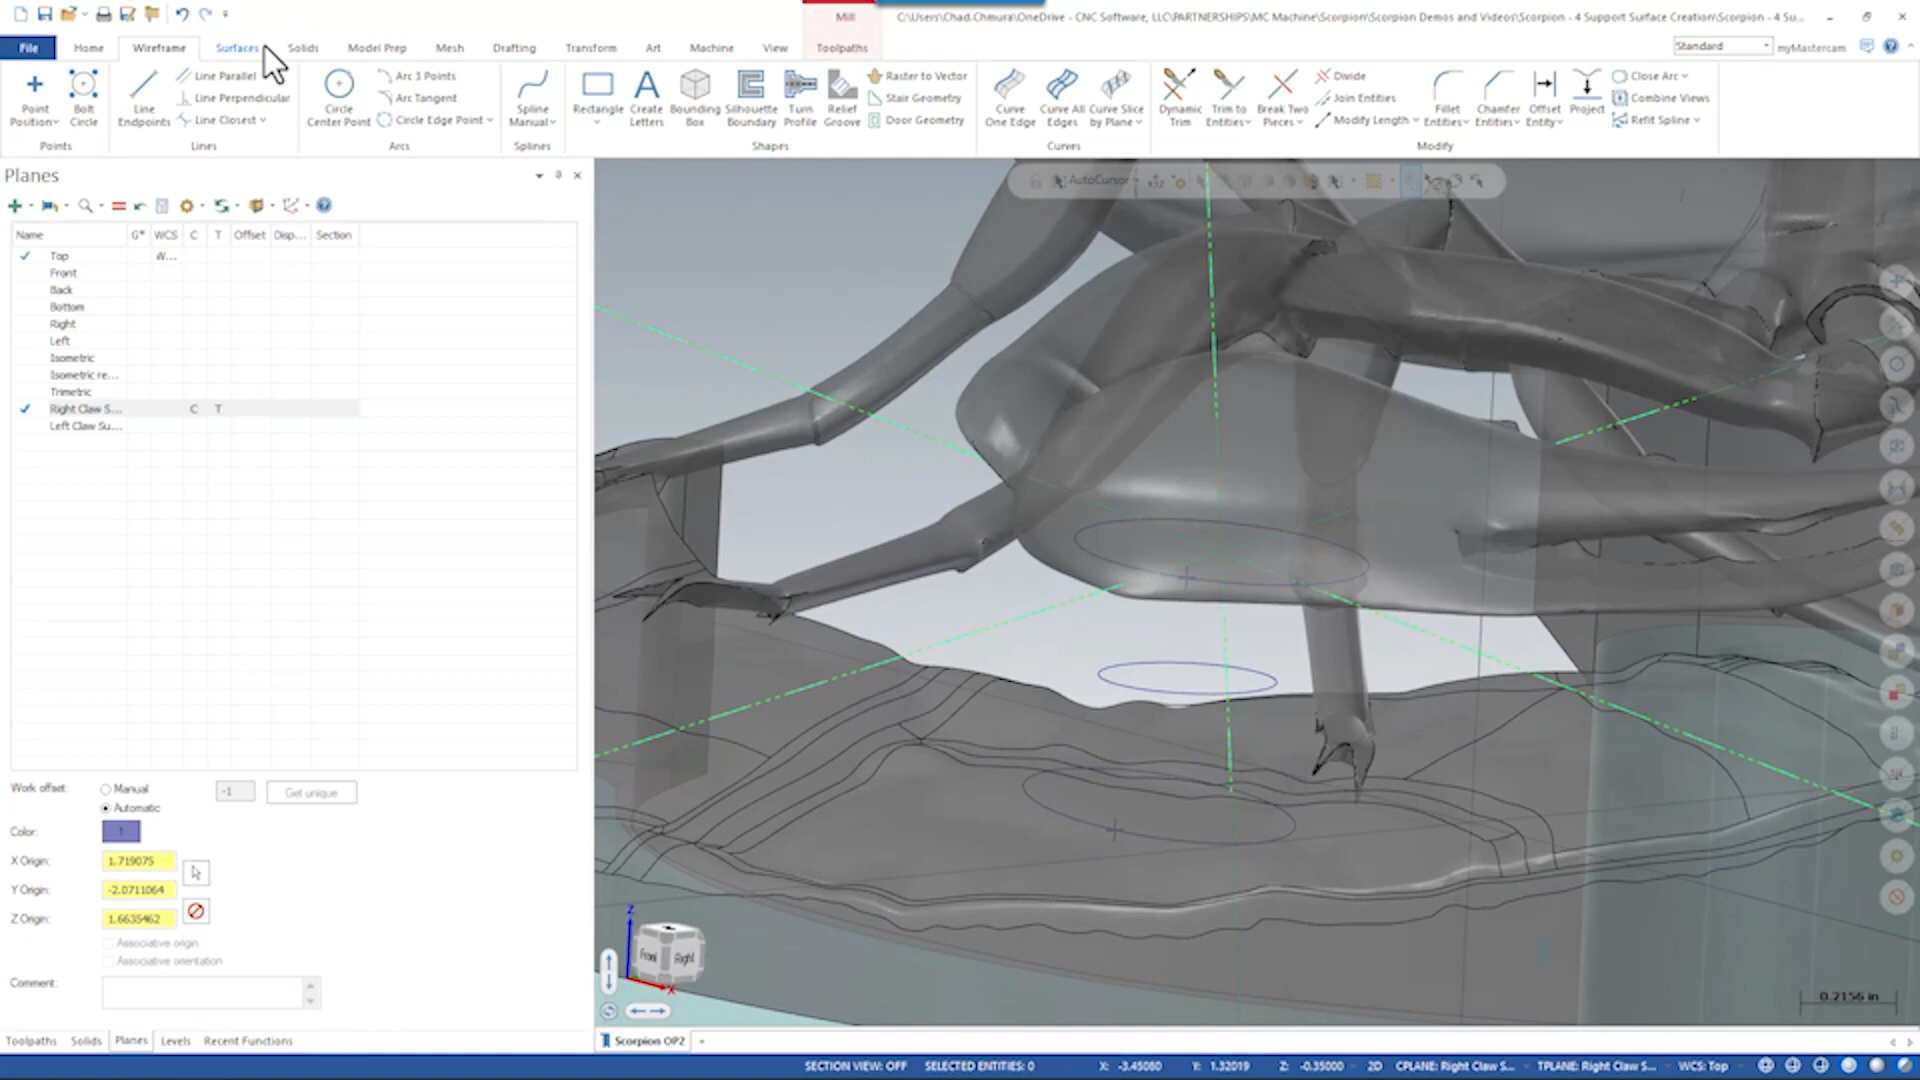 Mill
C:\Users\Chad.Chmura\OneDrive - CNC Software, LLC\PARTNERSHIPS\MC Machine\Scorpion\Scorpion Demos and Videos\Scorpion - 4 Support Surface Creation\Scorpion - 4 Su...
File Home Wireframe Surfaces Solids Model Prep Mesh Drafting Transform Art Machine View Toolpaths
Standard myMastercam
Point Position
Bolt Circle
Points
Line Endpoints
Line Parallel
Line Perpendicular
Line Closest
Lines
Circle Center Point
Arc 3 Points
Arc Tangent
Circle Edge Point
Arcs
Spline Manual
Splines
Rectangle
Create Letters
Bounding Box
Silhouette Boundary
Turn Profile
Relief Groove
Raster to Vector
Stair Geometry
Door Geometry
Shapes
Curve One Edge
Curve All Edges
Curve Slice by Plane
Curves
Dynamic Trim
Trim to Entities
Break Two Pieces
Divide
Join Entities
Modify Length
Fillet Entities
Chamfer Entities
Offset Entity
Project
Close Arc
Combine Views
Refit Spline
Modify
Planes
Name G* WCS C T Offset Disp... Section
Top W...
Front
Back
Bottom
Right
Left
Isometric
Isometric re...
Trimetric
Right Claw S... C T
Left Claw Su...
Work offset: Manual -1 Get unique
Automatic
Color: 1
X Origin: 1.719075
Y Origin: -2.0711064
Z Origin: 1.6635462
Associative origin
Associative orientation
Comment:
Toolpaths Solids Planes Levels Recent Functions
AutoCursor
Z
Front Right
X
0.2156 in
Scorpion OP2
SECTION VIEW: OFF SELECTED ENTITIES: 0 X: -3.45080 Y: 1.32019 Z: -0.35000 2D CPLANE: Right Claw S... TPLANE: Right Claw S... WCS: Top